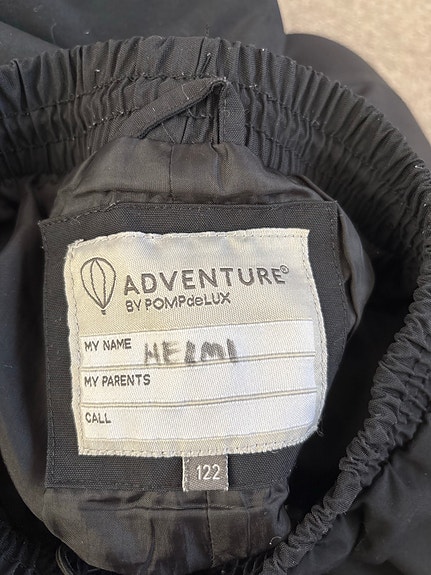 ADVENTURE®
BY POMPdeLUX
MY NAME HELMI
MY PARENTS
CALL
122